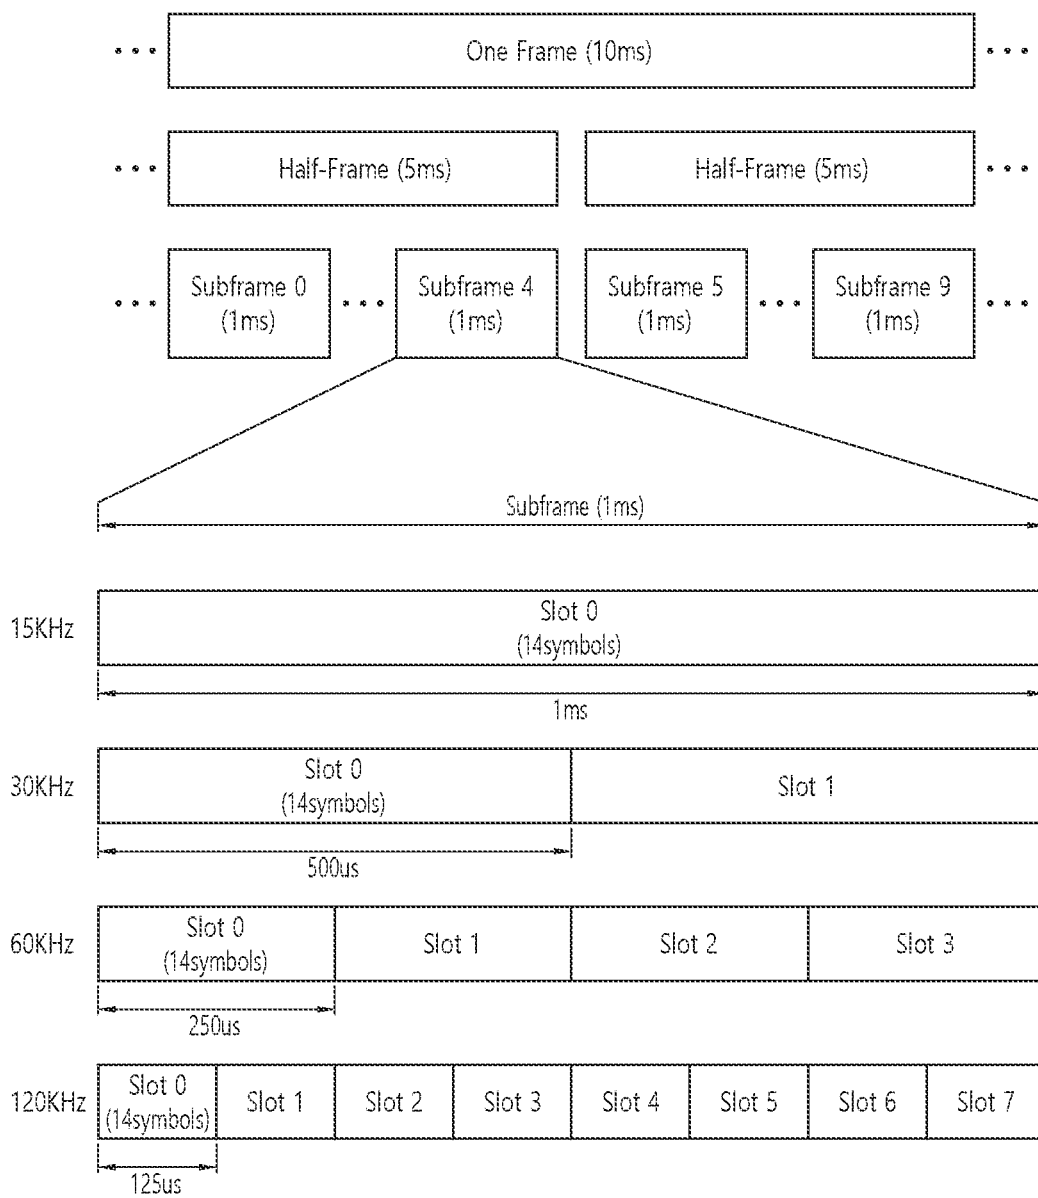 One Frame (10ms)
Half-Frame (5ms)
Half-Frame (5ms)
Subframe 0
(1ms)
Subframe 4
(1ms)
Subframe 5
(1ms)
Subframe 9
(1ms)
Subframe (1ms)
15KHz
Slot 0
(14symbols)
1ms
30KHz
Slot 0
(14symbols)
Slot 1
500us
60KHz
Slot 0
(14symbols)
Slot 1
Slot 2
Slot 3
250us
120KHz
Slot 0
(14symbols)
Slot 1
Slot 2
Slot 3
Slot 4
Slot 5
Slot 6
Slot 7
125us